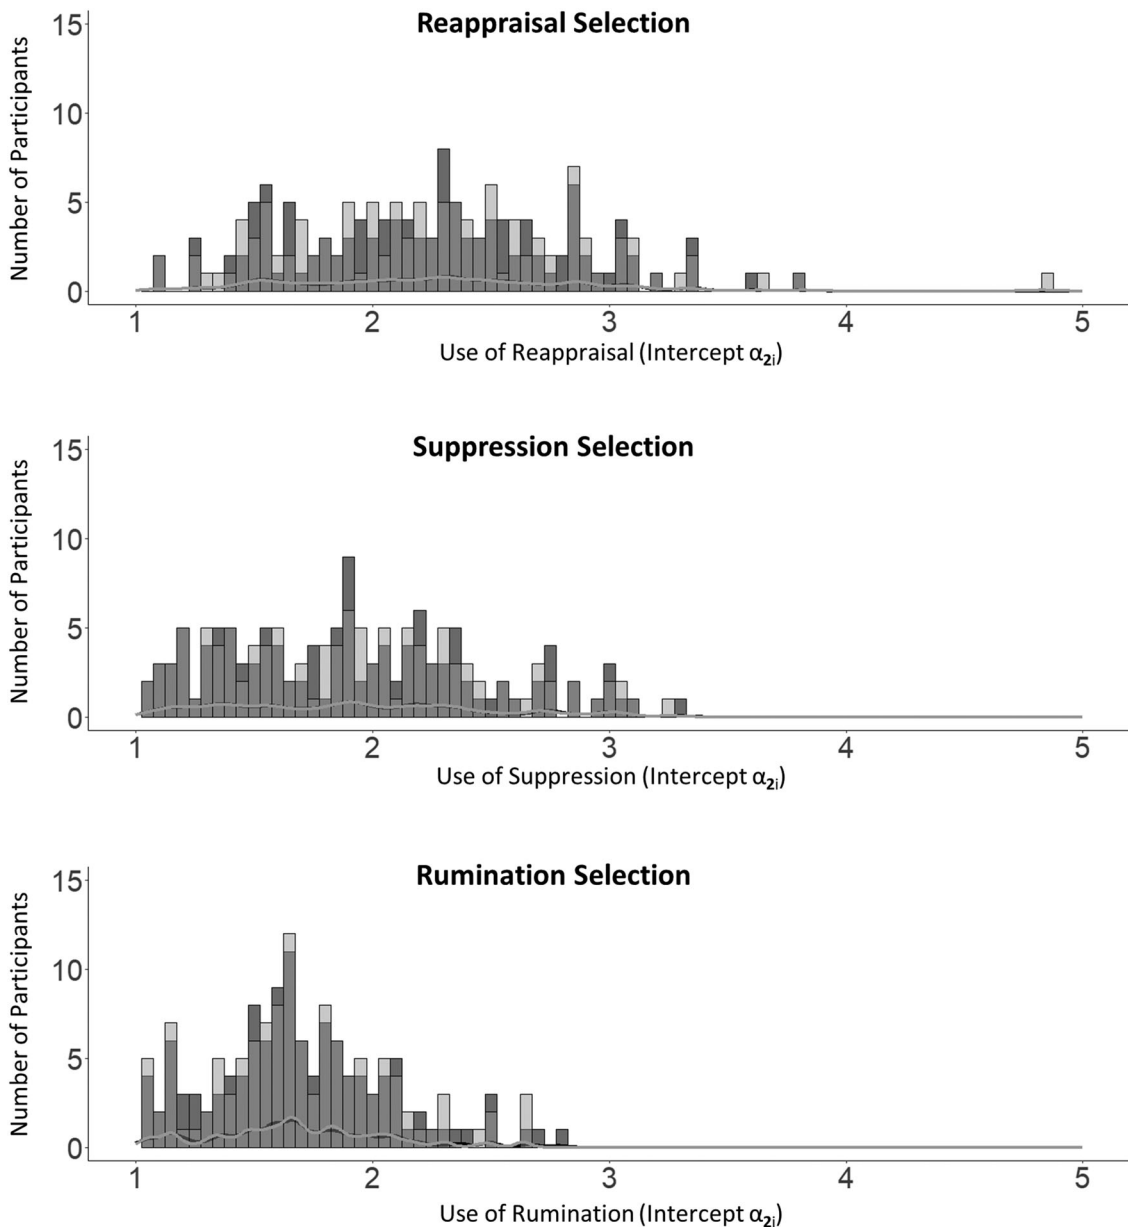 Reappraisal Selection
Number of Participants
15
10
5
0
1 2 3 4 5
Use of Reappraisal (Intercept α2i)
Suppression Selection
Number of Participants
15
10
5
0
1 2 3 4 5
Use of Suppression (Intercept α2i)
Rumination Selection
Number of Participants
15
10
5
0
1 2 3 4 5
Use of Rumination (Intercept α2i)